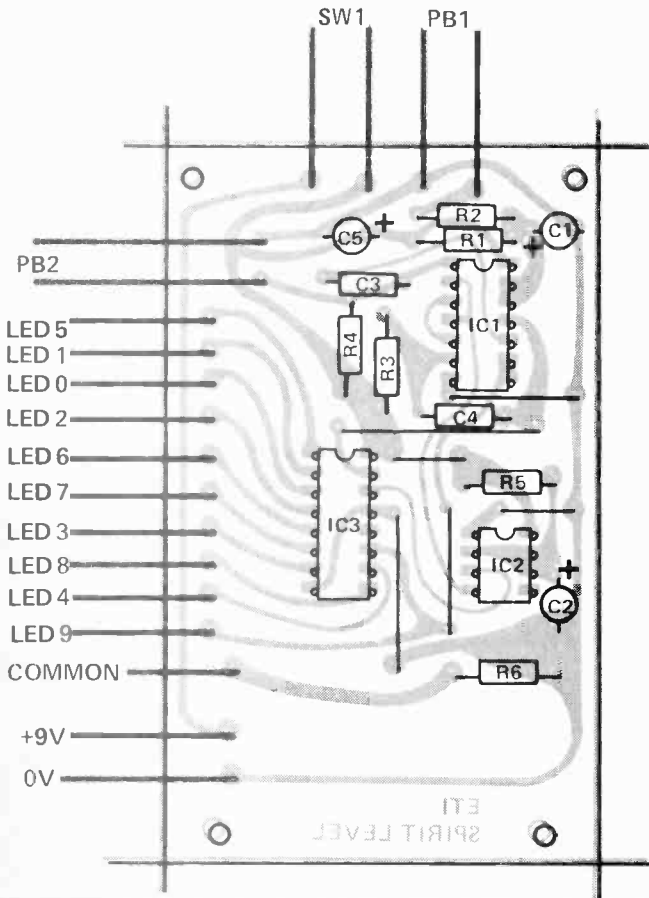 SW1 PB1
R2
C5 + R1 + C1
PB2
C3
IC1
LED 5
R4 R3
LED 1
LED 0
C4
LED 2
LED 6
R5
LED 7
IC3
LED 3
IC2
LED 8
+
LED 4
C2
LED 9
COMMON
R6
+9V
0V
ETI
SPIRIT LEVEL